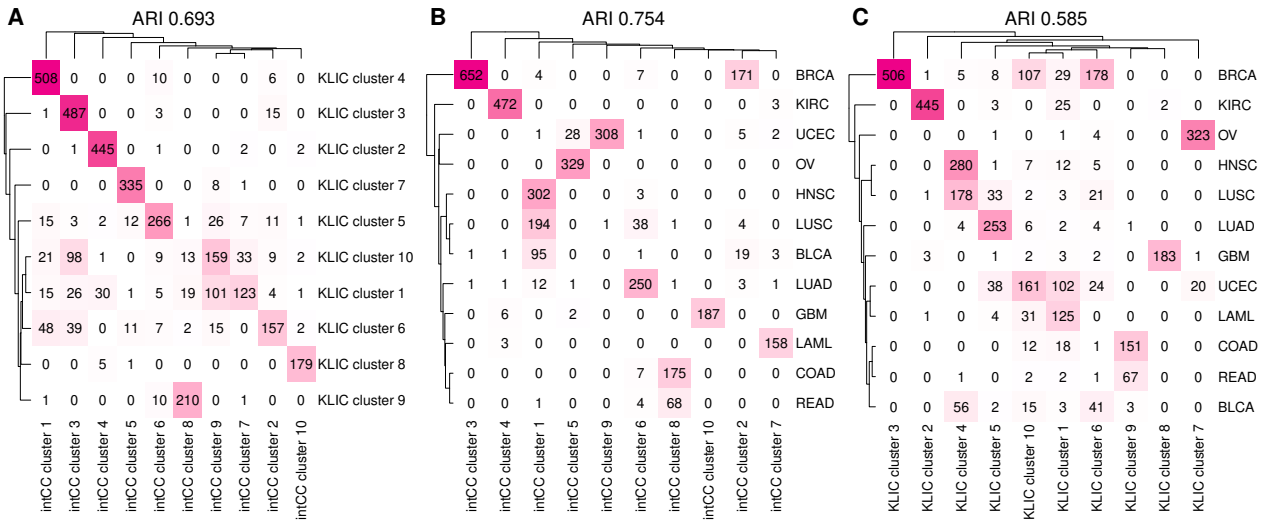 A
ARI 0.693
508 0 0 0 10 0 0 0 6 0 KLIC cluster 4
1 487 0 0 3 0 0 0 15 0 KLIC cluster 3
0 1 445 0 1 0 0 2 0 2 KLIC cluster 2
0 0 0 335 0 0 8 1 0 0 KLIC cluster 7
15 3 2 12 266 1 26 7 11 1 KLIC cluster 5
21 98 1 0 9 13 159 33 9 2 KLIC cluster 10
15 26 30 1 5 19 101 123 4 1 KLIC cluster 1
48 39 0 11 7 2 15 0 157 2 KLIC cluster 6
0 0 5 1 0 0 0 0 0 179 KLIC cluster 8
1 0 0 0 10 210 0 1 0 0 KLIC cluster 9
intCC cluster 1
intCC cluster 3
intCC cluster 4
intCC cluster 5
intCC cluster 6
intCC cluster 8
intCC cluster 9
intCC cluster 7
intCC cluster 2
intCC cluster 10
B
ARI 0.754
652 0 4 0 0 7 0 0 171 0 BRCA
0 472 0 0 0 0 0 0 0 3 KIRC
0 0 1 28 308 1 0 0 5 2 UCEC
0 0 0 329 0 0 0 0 0 0 OV
0 0 302 0 0 3 0 0 0 0 HNSC
0 0 194 0 1 38 1 0 4 0 LUSC
1 1 95 0 0 1 0 0 19 3 BLCA
1 1 12 1 0 250 1 0 3 1 LUAD
0 6 0 2 0 0 0 187 0 0 GBM
0 3 0 0 0 0 0 0 0 158 LAML
0 0 0 0 0 7 175 0 0 0 COAD
0 0 1 0 0 4 68 0 0 0 READ
intCC cluster 3
intCC cluster 4
intCC cluster 1
intCC cluster 5
intCC cluster 9
intCC cluster 6
intCC cluster 8
intCC cluster 10
intCC cluster 2
intCC cluster 7
C
ARI 0.585
506 1 5 8 107 29 178 0 0 0 BRCA
0 445 0 3 0 25 0 0 2 0 KIRC
0 0 0 1 0 1 4 0 0 323 OV
0 0 280 1 7 12 5 0 0 0 HNSC
0 1 178 33 2 3 21 0 0 0 LUSC
0 0 4 253 6 2 4 1 0 0 LUAD
0 3 0 1 2 3 2 0 183 1 GBM
0 0 0 38 161 102 24 0 0 20 UCEC
0 1 0 4 31 125 0 0 0 0 LAML
0 0 0 0 12 18 1 151 0 0 COAD
0 0 1 0 2 2 1 67 0 0 READ
0 0 56 2 15 3 41 3 0 0 BLCA
KLIC cluster 3
KLIC cluster 2
KLIC cluster 4
KLIC cluster 5
KLIC cluster 10
KLIC cluster 1
KLIC cluster 6
KLIC cluster 9
KLIC cluster 8
KLIC cluster 7